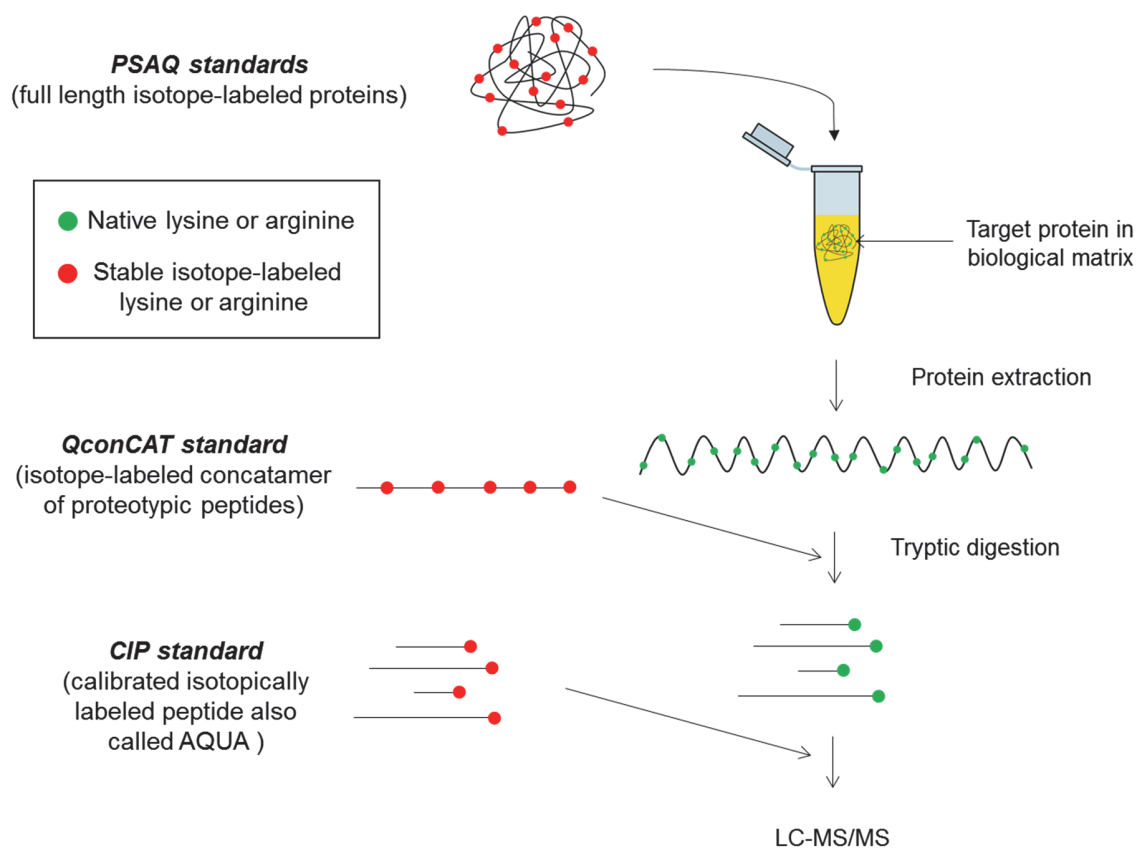 PSAQ standards
(full length isotope-labeled proteins)
Native lysine or arginine
Stable isotope-labeled
lysine or arginine
Target protein in
biological matrix
Protein extraction
QconCAT standard
(isotope-labeled concatamer
of proteotypic peptides)
Tryptic digestion
CIP standard
(calibrated isotopically
labeled peptide also
called AQUA )
LC-MS/MS